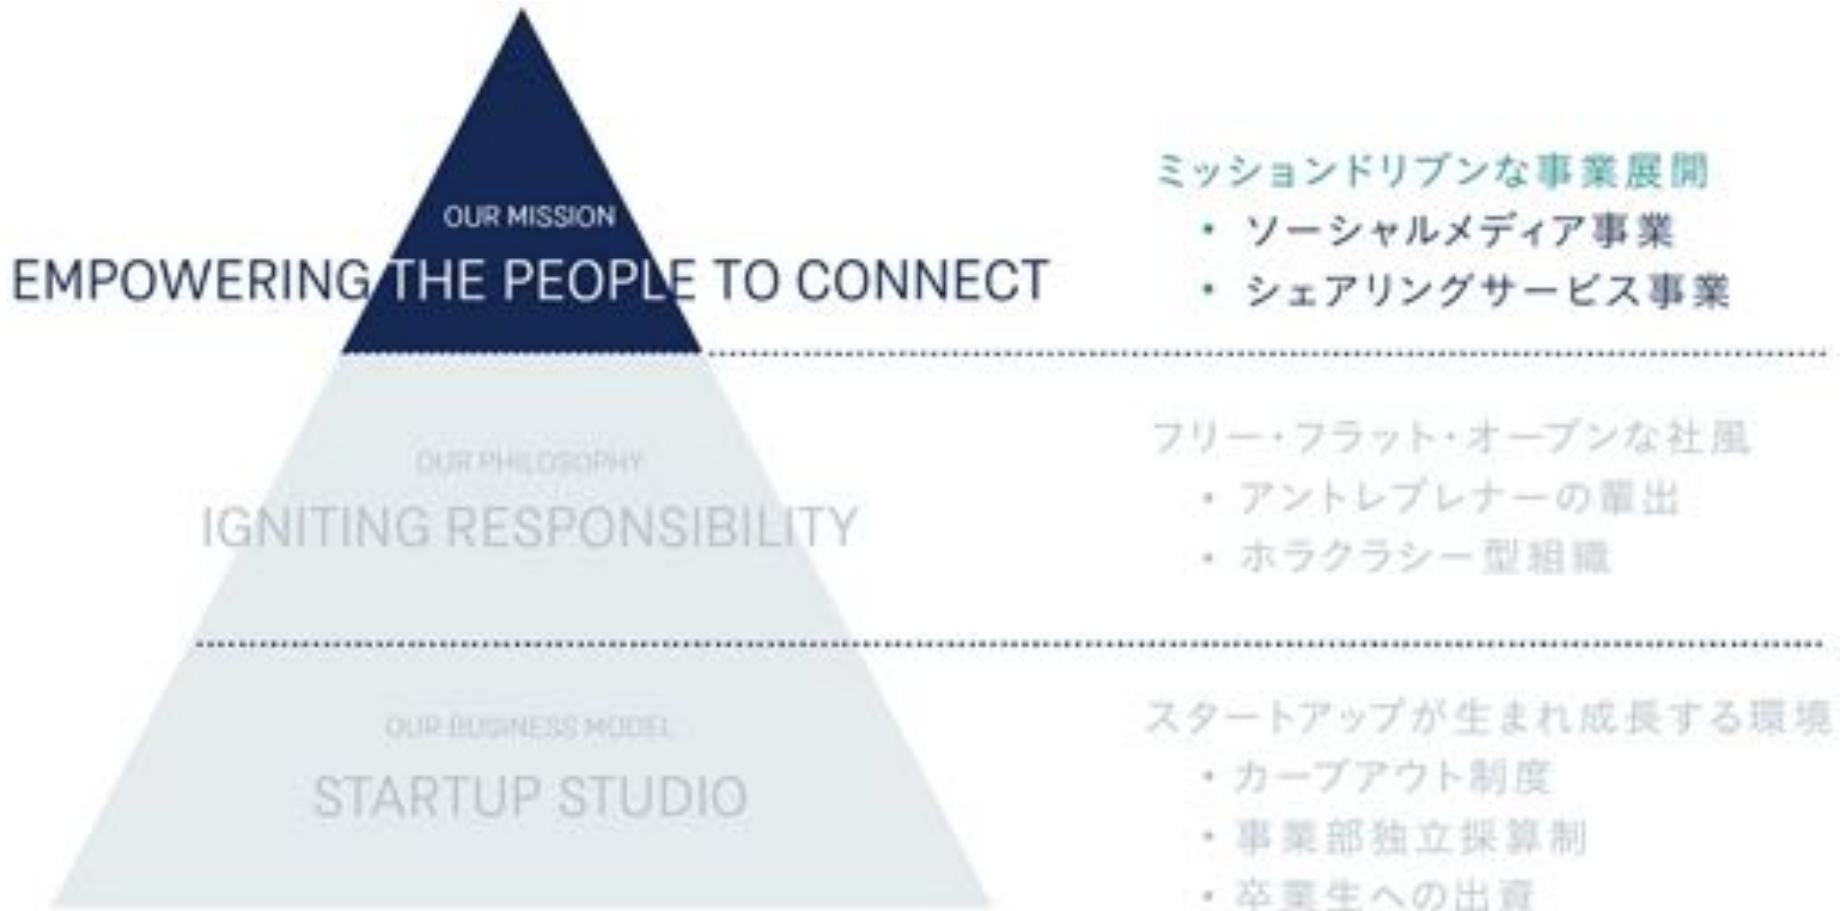 OUR MISSION
EMPOWERING THE PEOPLE TO CONNECT
ミッションドリブンな事業展開
・ ソーシャルメディア事業
・ シェアリングサービス事業
OUR PHILOSOPHY
IGNITING RESPONSIBILITY
フリー・フラット・オープンな社風
・ アントレプレナーの輩出
・ ホラクラシー型組織
OUR BUSINESS MODEL
STARTUP STUDIO
スタートアップが生まれ成長する環境
・ カーブアウト制度
・ 事業部独立採算制
・ 卒業生への出資